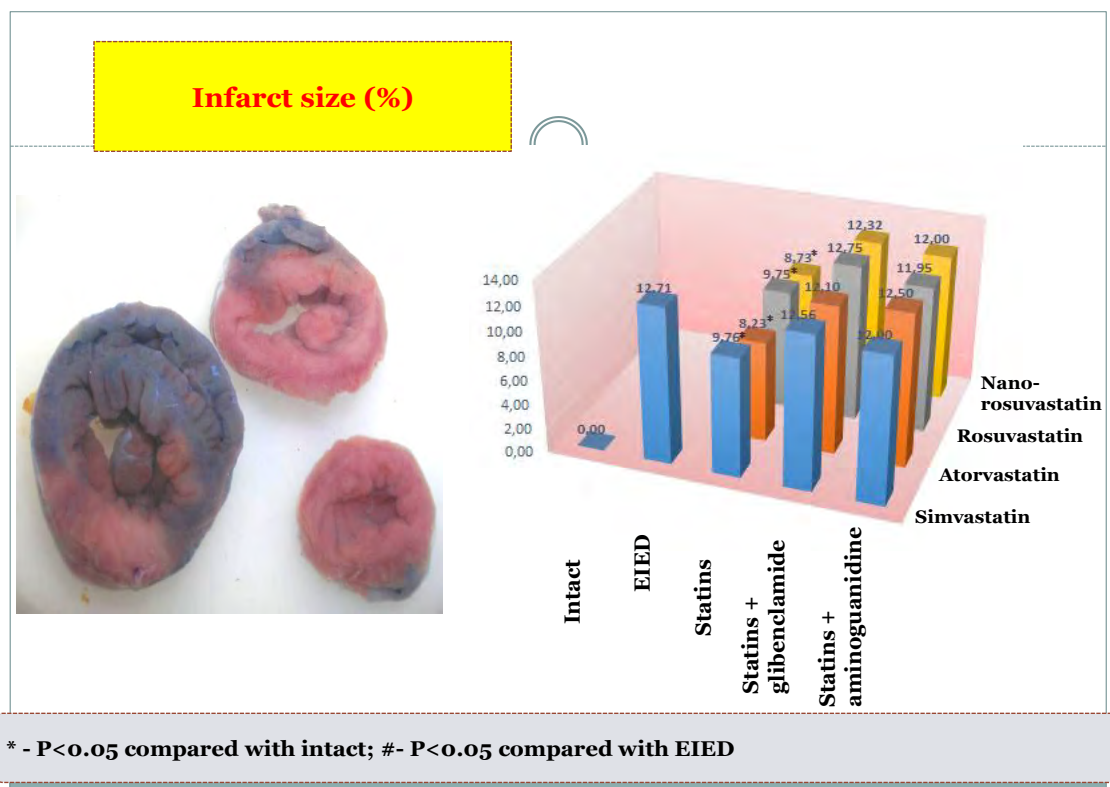 Infarct size (%)
14,00
12,00
10,00
8,00
6,00
4,00
2,00
0,00
0,00
12,71
9,76*
12,56
12,00
8,23*
12,10
12,50
9,75*
12,75
11,95
8,73*
12,32
12,00
Nano-
rosuvastatin
Rosuvastatin
Atorvastatin
Simvastatin
Intact
EIED
Statins
Statins +
glibenclamide
Statins +
aminoguanidine
* - P<0.05 compared with intact; #- P<0.05 compared with EIED